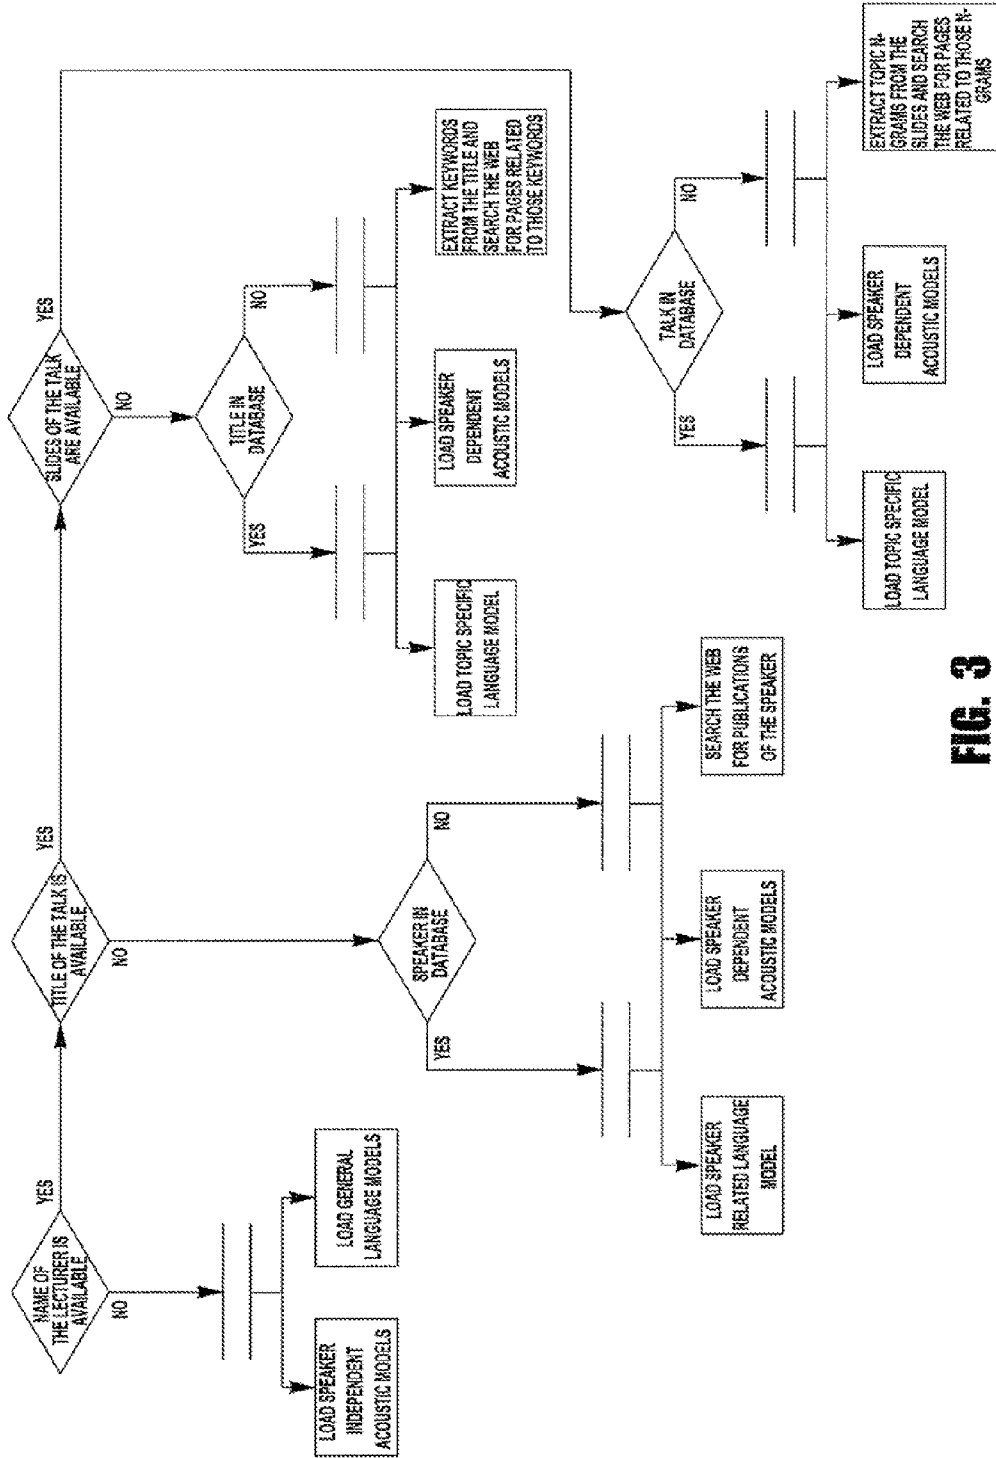 NAME OF
THE LECTURER IS
AVAILABLE
YES
NO
LOAD SPEAKER
INDEPENDENT
ACOUSTIC MODELS
LOAD GENERAL
LANGUAGE MODELS
TITLE OF THE TALK IS
AVAILABLE
YES
NO
SPEAKER IN
DATABASE
YES
NO
LOAD SPEAKER
RELATED LANGUAGE
MODEL
LOAD SPEAKER
DEPENDENT
ACOUSTIC MODELS
SEARCH THE WEB
FOR PUBLICATIONS
OF THE SPEAKER
SLIDES OF THE TALK
ARE AVAILABLE
YES
NO
TITLE IN
DATABASE
YES
NO
LOAD TOPIC SPECIFIC
LANGUAGE MODEL
LOAD SPEAKER
DEPENDENT
ACOUSTIC MODELS
EXTRACT KEYWORDS
FROM THE TITLE AND
SEARCH THE WEB
FOR PAGES RELATED
TO THOSE KEYWORDS
TALK IN
DATABASE
YES
NO
LOAD TOPIC SPECIFIC
LANGUAGE MODEL
LOAD SPEAKER
DEPENDENT
ACOUSTIC MODELS
EXTRACT TOPIC N-
GRAMS FROM THE
SLIDES AND SEARCH
THE WEB FOR PAGES
RELATED TO THOSE N-
GRAMS
FIG. 3